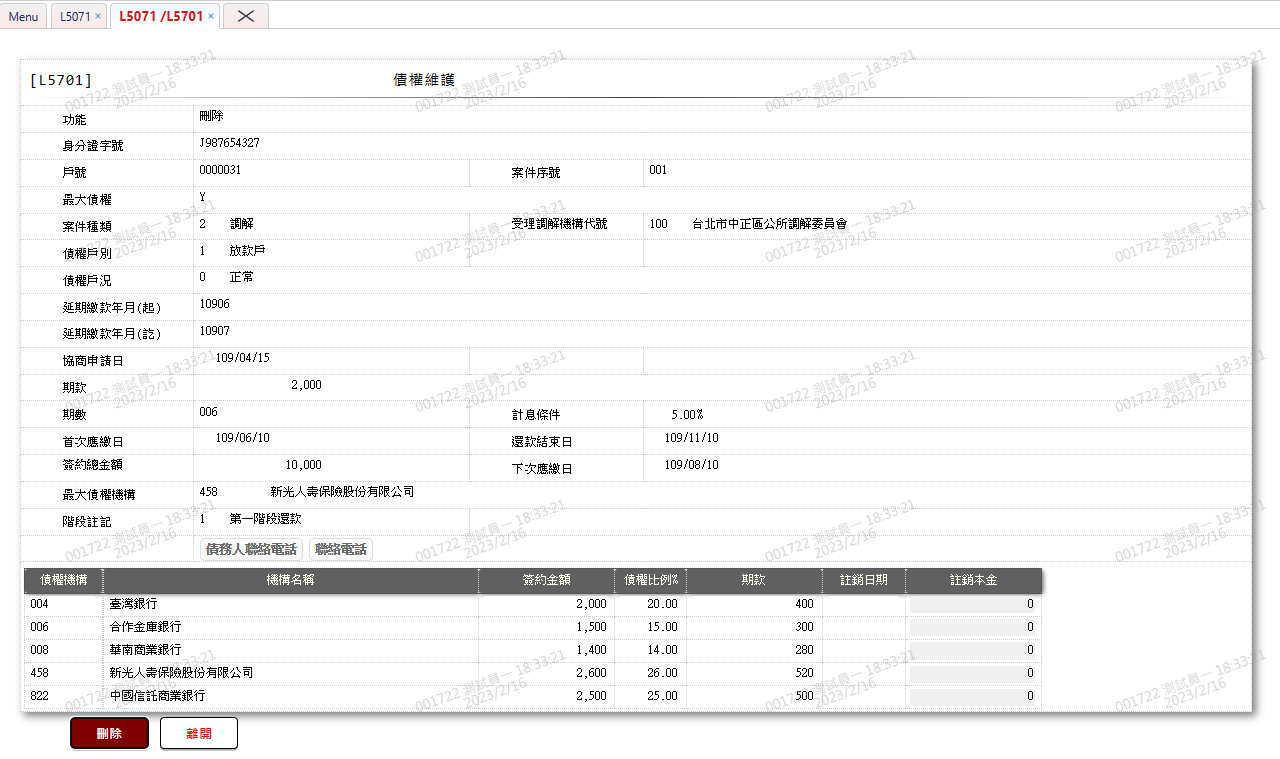 Menu L5071 × L5071 /L5701 ×
[L5701] 債權維護
功能 刪除
身分證字號 J987654327
戶號 0000031 案件序號 001
最大債權 Y
案件種類 2 調解 受理調解機構代號 100 台北市中正區公所調解委員會
債權戶別 1 放款戶
債權戶況 0 正常
延期繳款年月(起) 10906
延期繳款年月(訖) 10907
協商申請日 109/04/15
期款 2,000
期數 006 計息條件 5.00%
首次應繳日 109/06/10 還款結束日 109/11/10
簽約總金額 10,000 下次應繳日 109/08/10
最大債權機構 458 新光人壽保險股份有限公司
階段註記 1 第一階段還款
債務人聯絡電話 聯絡電話
債權機構 機構名稱 簽約金額 債權比例% 期款 註銷日期 註銷本金
004 臺灣銀行 2,000 20.00 400 0
006 合作金庫銀行 1,500 15.00 300 0
008 華南商業銀行 1,400 14.00 280 0
458 新光人壽保險股份有限公司 2,600 26.00 520 0
822 中國信託商業銀行 2,500 25.00 500 0
刪除 離開
001722 測試員一 18:33:21
2023/2/16